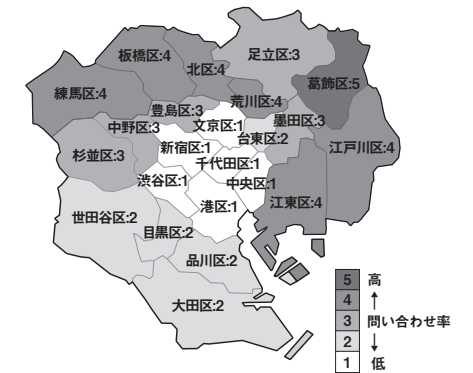 板橋区:4
足立区:3
北区:4
葛飾区:5
練馬区:4
荒川区:4
豊島区:3
文京区:1
墨田区:3
中野区:3
台東区:2
新宿区:1
江戸川区:4
杉並区:3
千代田区:1
渋谷区:1
中央区:1
江東区:4
港区:1
世田谷区:2
目黒区:2
品川区:2
大田区:2
5 高
4 ↑
3 問い合わせ率
2 ↓
1 低